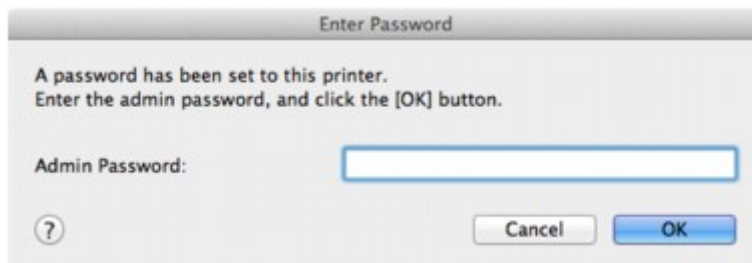 Enter Password
A password has been set to this printer.
Enter the admin password, and click the [OK] button.
Admin Password:
?
Cancel
OK